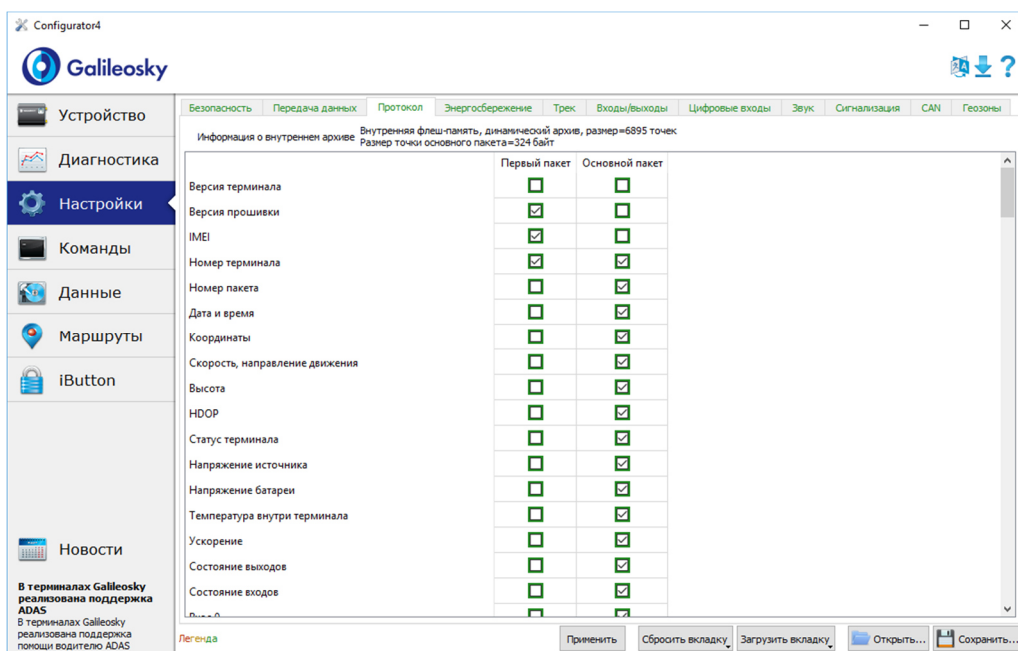 Configurator4
Galileosky
Устройство
Диагностика
Настройки
Команды
Данные
Маршруты
iButton
Новости
В терминалах Galileosky
реализована поддержка
ADAS
В терминалах Galileosky
реализована поддержка
помощи водителю ADAS
Безопасность Передача данных Протокол Энергосбережение Трек Входы/выходы Цифровые входы Звук Сигнализация CAN Геозоны
Информация о внутреннем архиве Внутренняя флеш-память, динамический архив, размер=6895 точек
Размер точки основного пакета=324 байт
Первый пакет Основной пакет
Версия терминала
Версия прошивки
IMEI
Номер терминала
Номер пакета
Дата и время
Координаты
Скорость, направление движения
Высота
HDOP
Статус терминала
Напряжение источника
Напряжение батареи
Температура внутри терминала
Ускорение
Состояние выходов
Состояние входов
Вход 0
Легенда Применить Сбросить вкладку Загрузить вкладку Открыть... Сохранить...